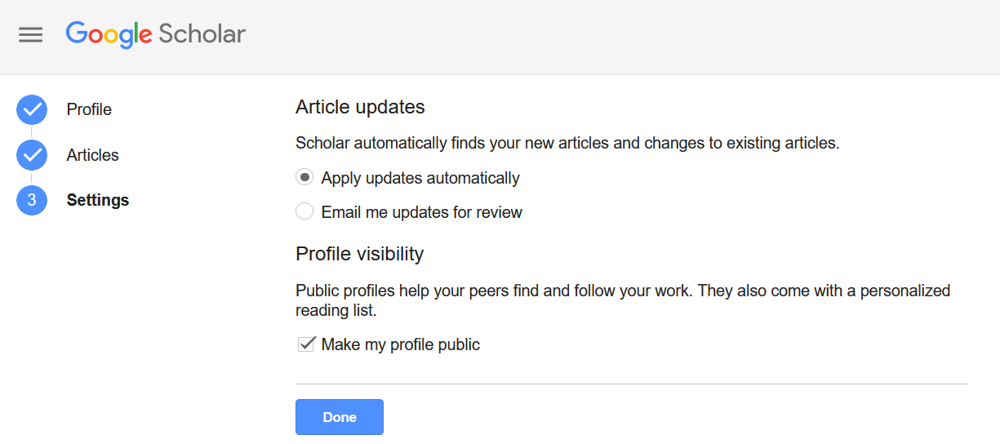 Google Scholar
Profile
Articles
3 Settings
Article updates
Scholar automatically finds your new articles and changes to existing articles.
Apply updates automatically
Email me updates for review
Profile visibility
Public profiles help your peers find and follow your work. They also come with a personalized
reading list.
Make my profile public
Done